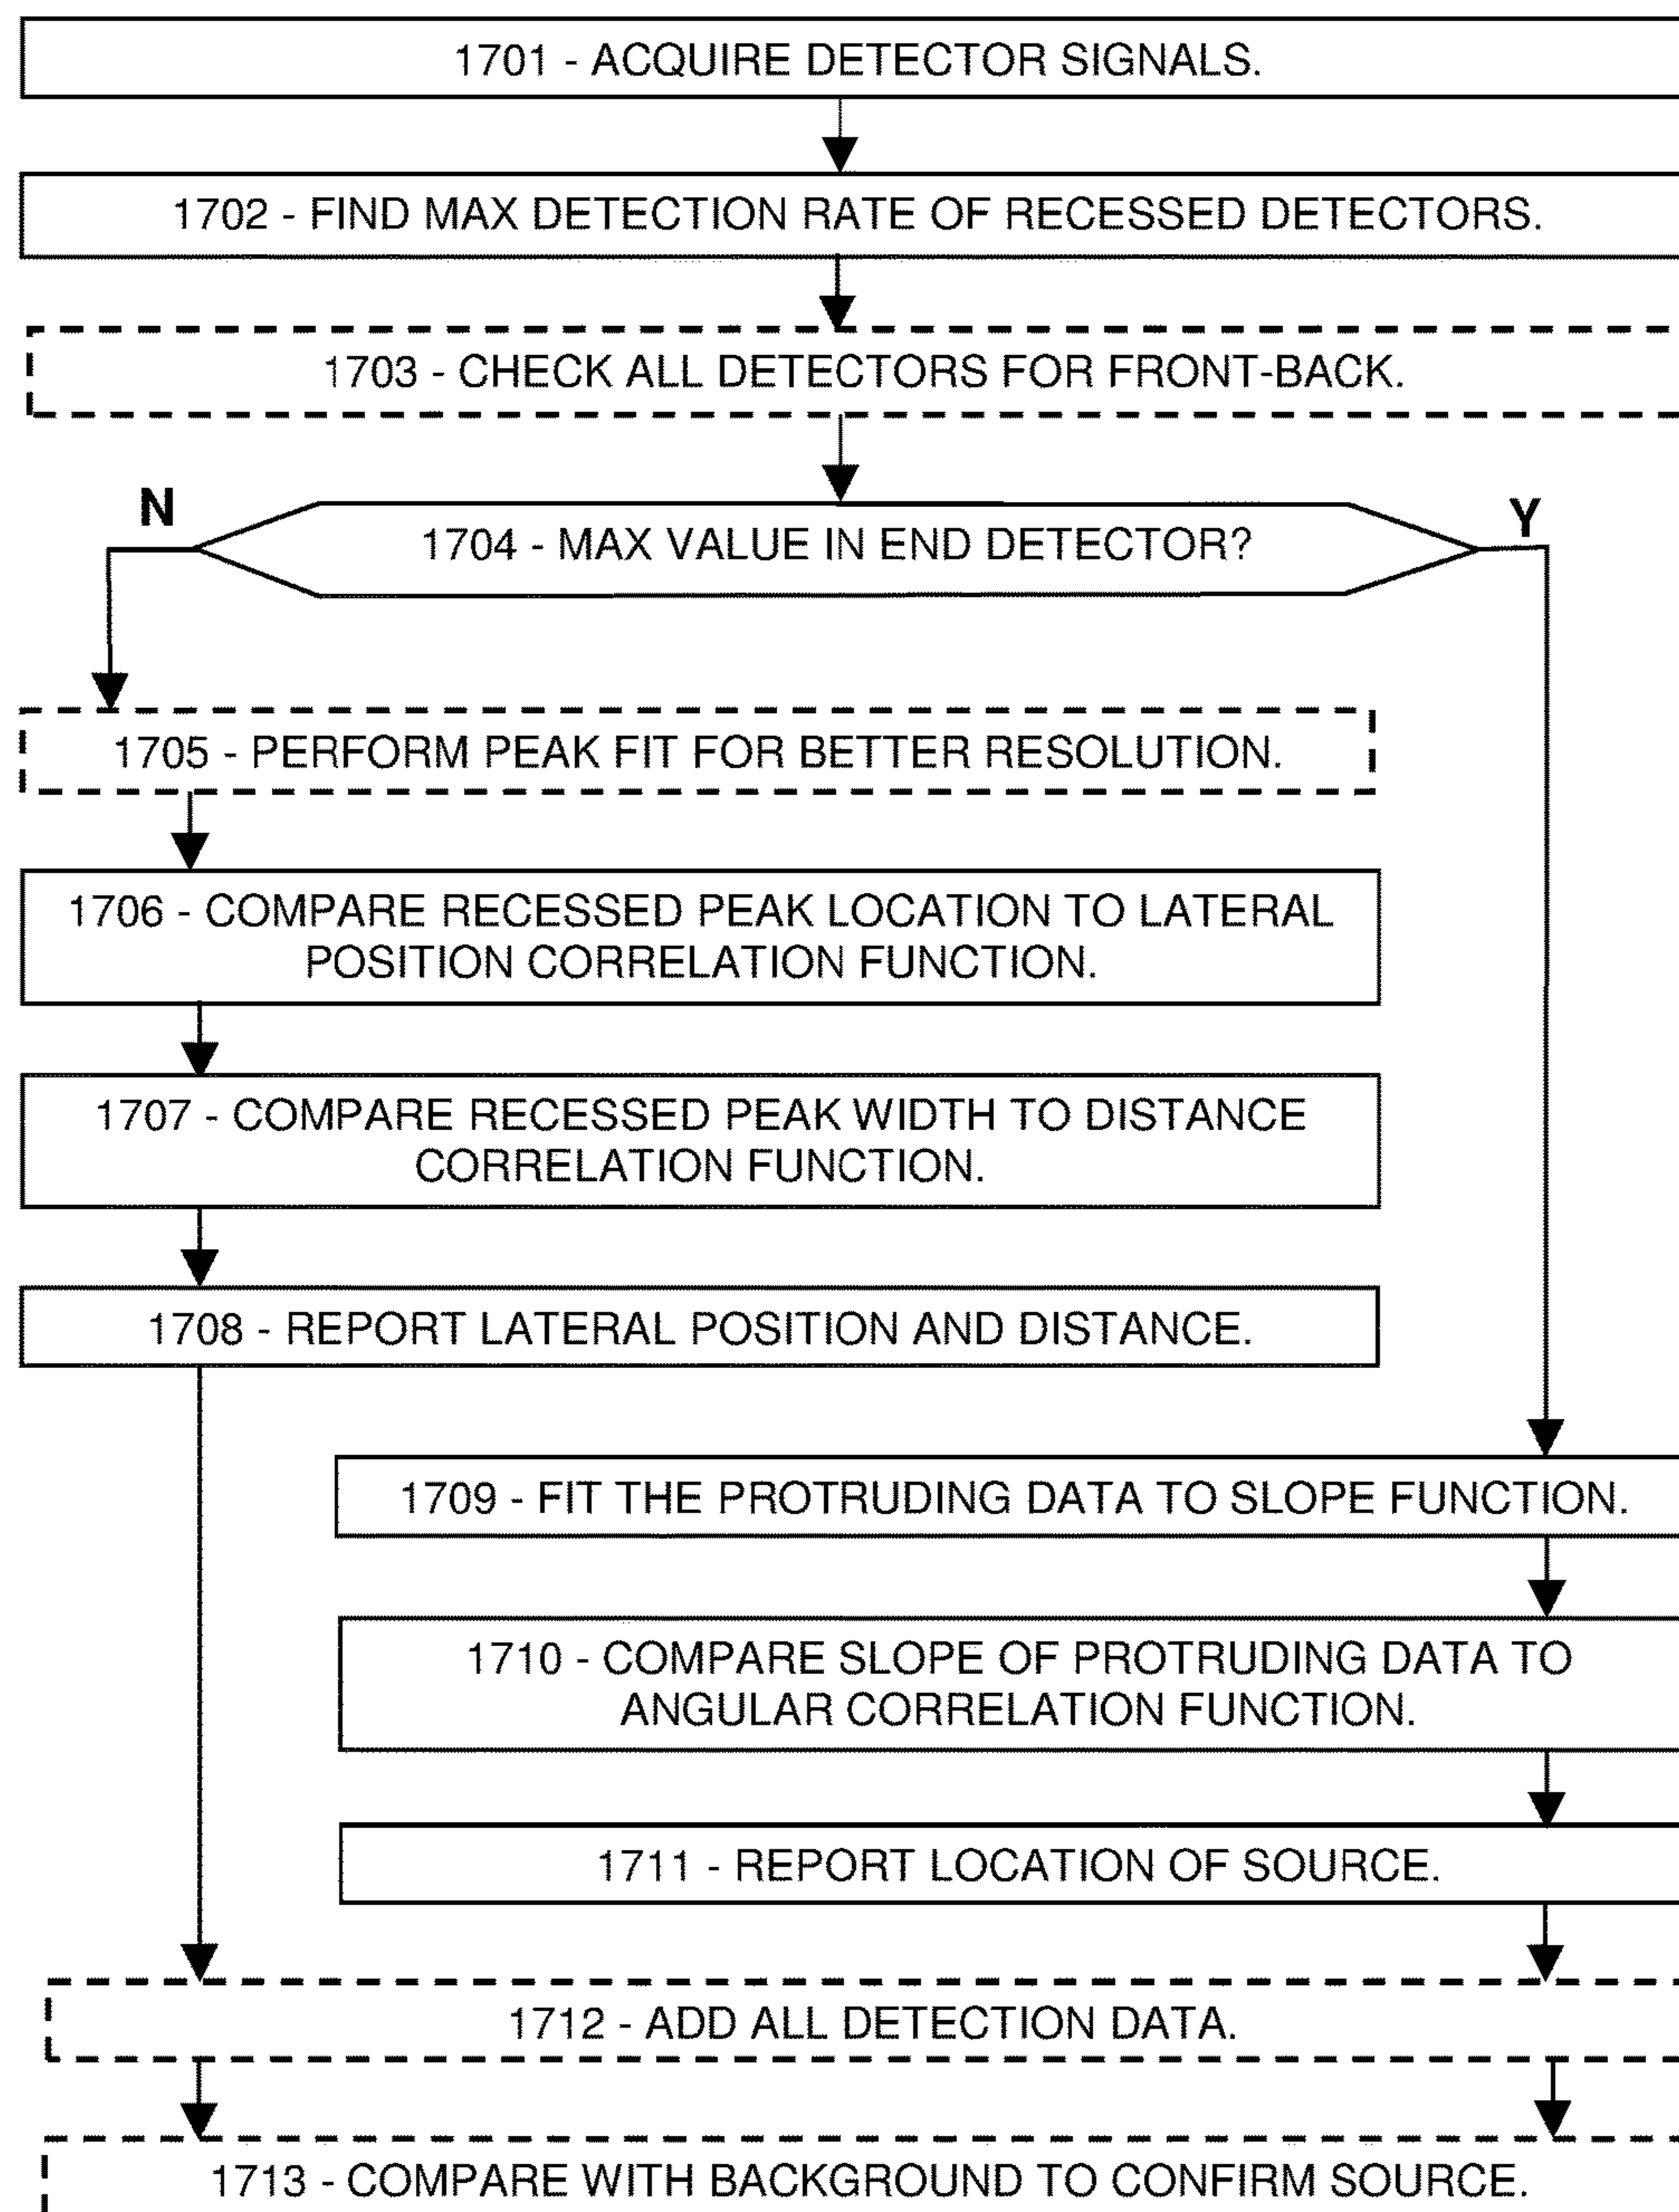 1701 - ACQUIRE DETECTOR SIGNALS.
1702 - FIND MAX DETECTION RATE OF RECESSED DETECTORS.
1703 - CHECK ALL DETECTORS FOR FRONT-BACK.
N
1704 - MAX VALUE IN END DETECTOR?
Y
1705 - PERFORM PEAK FIT FOR BETTER RESOLUTION.
1706 - COMPARE RECESSED PEAK LOCATION TO LATERAL
POSITION CORRELATION FUNCTION.
1707 - COMPARE RECESSED PEAK WIDTH TO DISTANCE
CORRELATION FUNCTION.
1708 - REPORT LATERAL POSITION AND DISTANCE.
1709 - FIT THE PROTRUDING DATA TO SLOPE FUNCTION.
1710 - COMPARE SLOPE OF PROTRUDING DATA TO
ANGULAR CORRELATION FUNCTION.
1711 - REPORT LOCATION OF SOURCE.
1712 - ADD ALL DETECTION DATA.
1713 - COMPARE WITH BACKGROUND TO CONFIRM SOURCE.